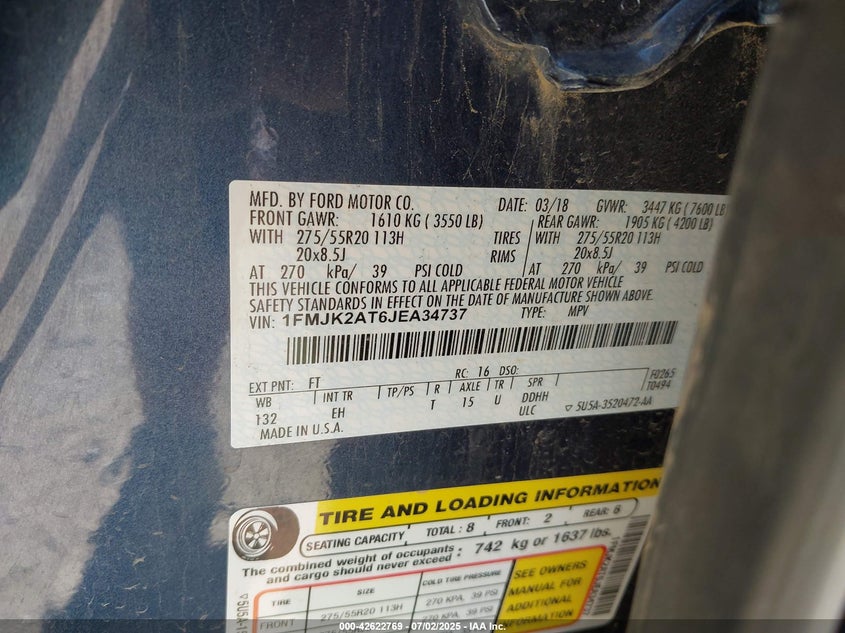 MFD. BY FORD MOTOR CO. DATE: 03/18 GVWR: 3447 KG ( 7600 LB
FRONT GAWR: 1610 KG ( 3550 LB) REAR GAWR: 1905 KG ( 4200 LB)
WITH 275/55R20 113H TIRES WITH 275/55R20 113H
20x8.5J RIMS 20x8.5J
AT 270 kPa/ 39 PSI COLD AT 270 kPa/ 39 PSI COLD
THIS VEHICLE CONFORMS TO ALL APPLICABLE FEDERAL MOTOR VEHICLE
SAFETY STANDARDS IN EFFECT ON THE DATE OF MANUFACTURE SHOWN ABOVE.
VIN: 1FMJK2AT6JEA34737 TYPE: MPV
EXT PNT: FT RC: 16 DSO: F0265
WB INT TR TP/PS R AXLE TR SPR T0494
132 EH T 15 U DDHH
ULC
MADE IN U.S.A. ▽ 5U5A-3520472-AA
TIRE AND LOADING INFORMATION
SEATING CAPACITY TOTAL : 8 FRONT: 2 REAR: 6
The combined weight of occupants and cargo should never exceed : 742 kg or 1637 lbs.
TIRE SIZE COLD TIRE PRESSURE SEE OWNERS
MANUAL FOR
FRONT 275/55R20 113H 270 KPA, 39 PSI ADDITIONAL
INFORMATION
000-42622769 - 07/02/2025 - IAA Inc.